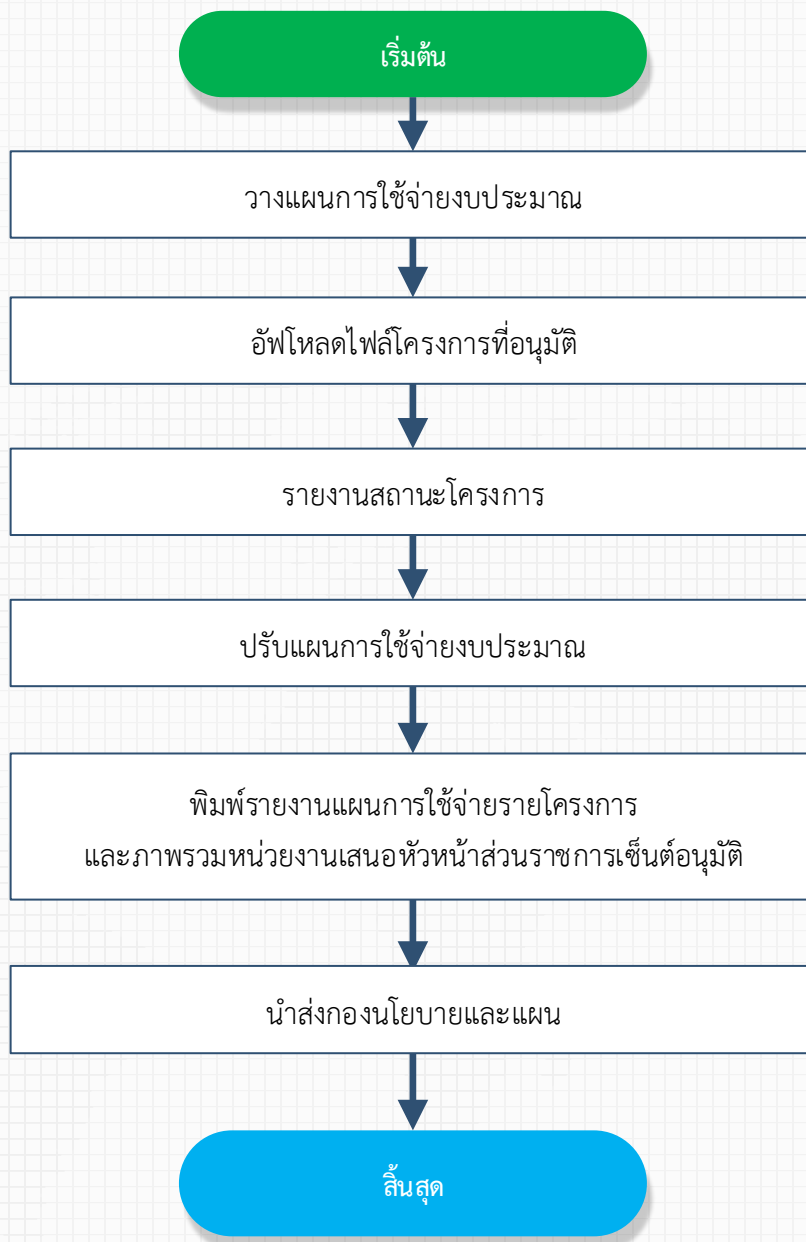 เริ่มต้น
วางแผนการใช้จ่ายงบประมาณ
อัฟโหลดไฟล์โครงการที่อนุมัติ
รายงานสถานะโครงการ
ปรับแผนการใช้จ่ายงบประมาณ
พิมพ์รายงานแผนการใช้จ่ายรายโครงการ
และภาพรวมหน่วยงานเสนอหัวหน้าส่วนราชการเซ็นต์อนุมัติ
นำส่งกองนโยบายและแผน
สิ้นสุด